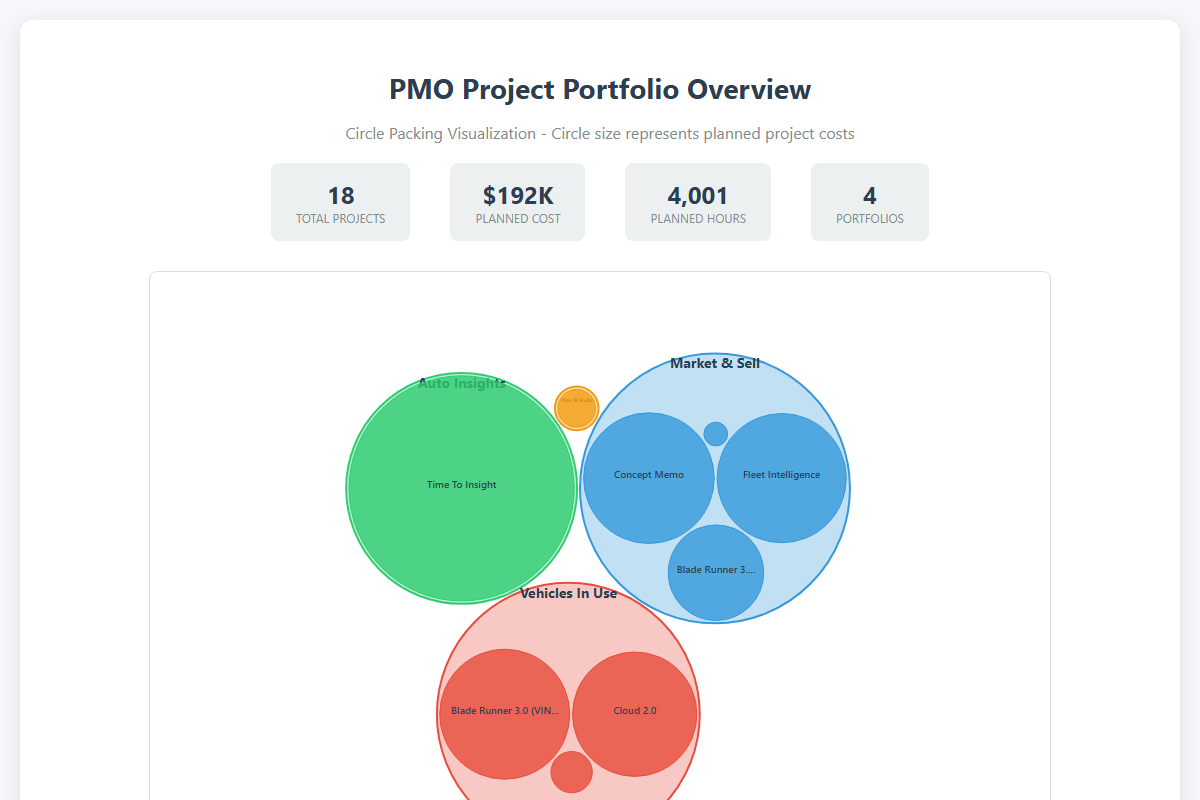 PMO Project Portfolio Overview
Circle Packing Visualization - Circle size represents planned project costs
18
TOTAL PROJECTS
$192K
PLANNED COST
4,001
PLANNED HOURS
4
PORTFOLIOS
Market & Sell
Auto Insights
Concept Memo
Fleet Intelligence
Time To Insight
Blade Runner 3....
Vehicles In Use
Blade Runner 3.0 (VIN...
Cloud 2.0